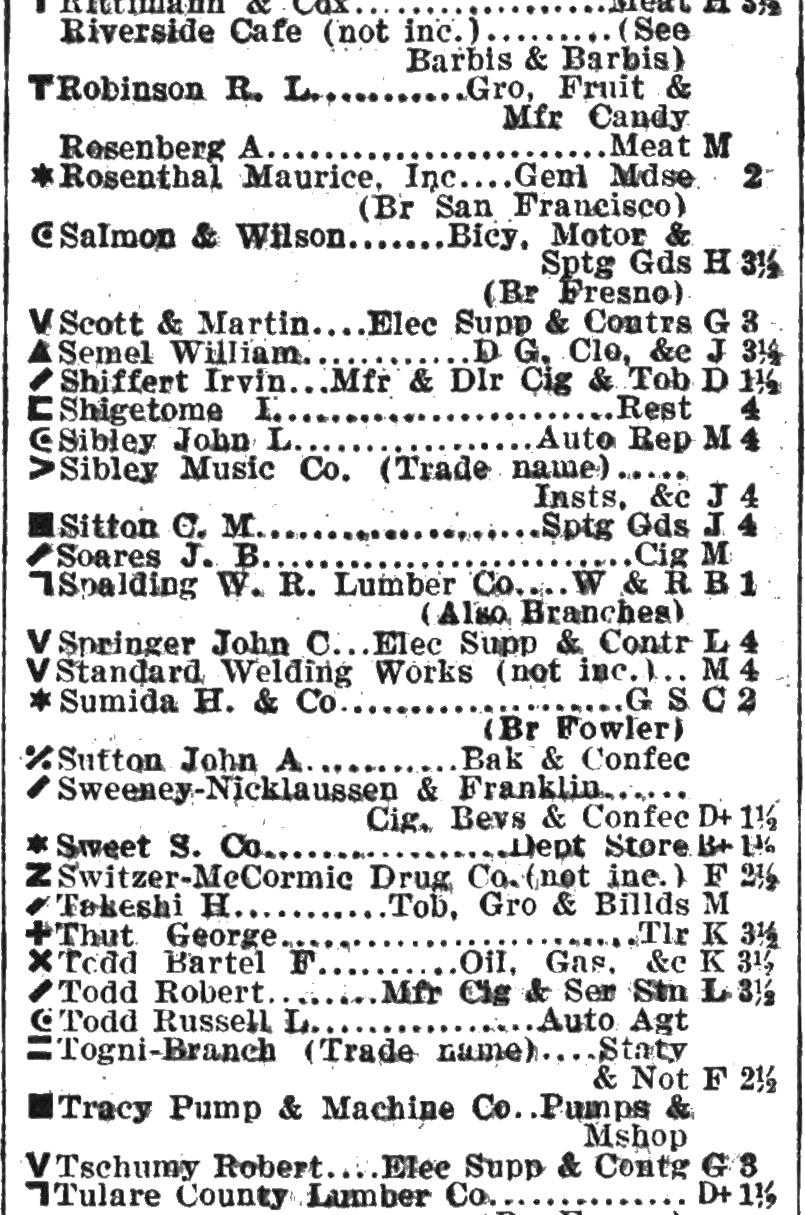 Rittimann & Cox..................Meat H 3½
Riverside Cafe (not inc.).........(See
Barbis & Barbis)
Robinson R. L............Gro, Fruit &
Mfr Candy
Rosenberg A.........................Meat M
* Rosenthal Maurice, Inc....Genl Mdse 2
(Br San Francisco)
Salmon & Wilson.......Bicy, Motor &
Sptg Gds H 3½
(Br Fresno)
V Scott & Martin....Elec Supp & Contrs G 3
▲ Semel William............D G, Clo, &c J 3½
Shiffert Irvin...Mfr & Dlr Cig & Tob D 1½
Shigetome I.........................Rest 4
Sibley John L..................Auto Rep M 4
> Sibley Music Co. (Trade name).....
Insts, &c J 4
■ Sitton C. M......................Sptg Gds J 4
Soares J. B............................Cig M
Spalding W. R. Lumber Co.....W & R B 1
(Also Branches)
V Springer John C...Elec Supp & Contr L 4
V Standard Welding Works (not inc.).. M 4
* Sumida H. & Co.....................G S C 2
(Br Fowler)
% Sutton John A............Bak & Confec
Sweeney-Nicklaussen & Franklin......
Cig, Bevs & Confec D+ 1½
* Sweet S. Co..................Dept Store B+ 1½
Z Switzer-McCormic Drug Co.(not inc.) F 2½
Takeshi H...........Tob, Gro & Billds M
+ Thut George.........................Tlr K 3½
× Todd Bartel F..........Oil, Gas, &c K 3½
Todd Robert........Mfr Cig & Ser Stn L 3½
Todd Russell L................Auto Agt
= Togni-Branch (Trade name)....Staty
& Not F 2½
■ Tracy Pump & Machine Co..Pumps &
Mshop
V Tschumy Robert....Elec Supp & Contg G 3
Tulare County Lumber Co.............. D+ 1½